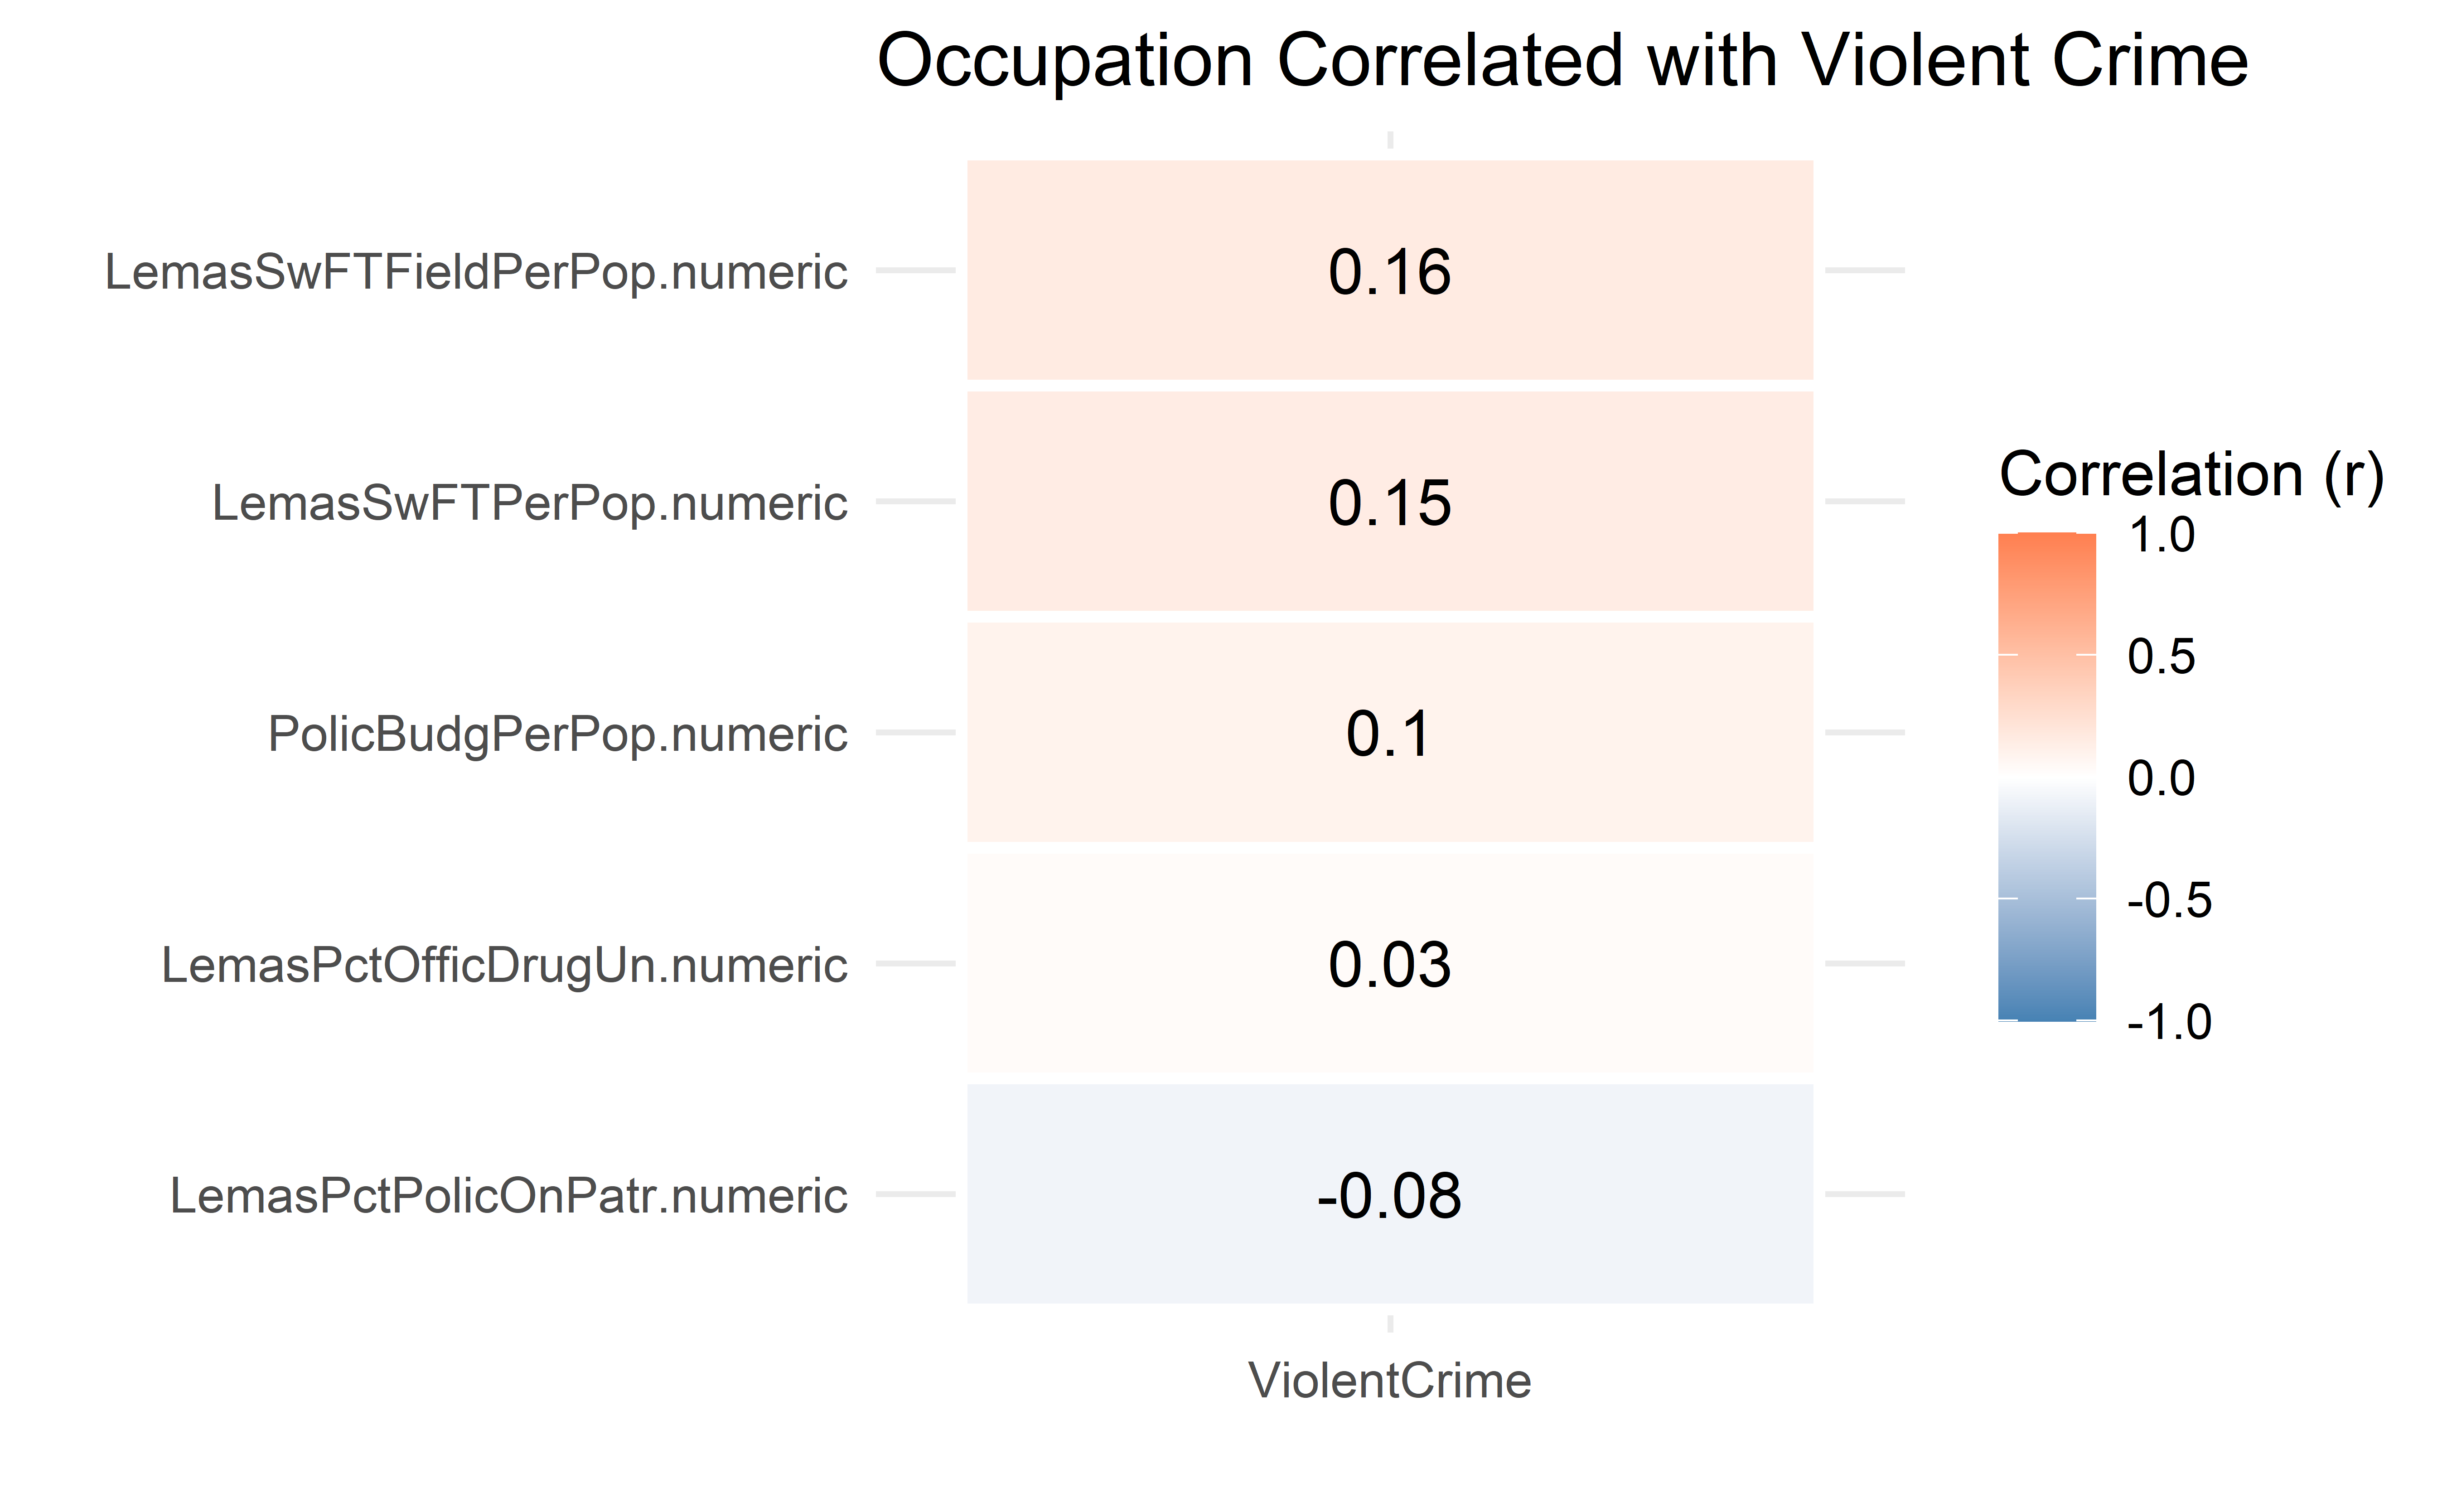 Occupation Correlated with Violent Crime
LemasSwFTFieldPerPop.numeric
0.16
LemasSwFTPerPop.numeric
0.15
PolicBudgPerPop.numeric
0.1
LemasPctOfficDrugUn.numeric
0.03
LemasPctPolicOnPatr.numeric
-0.08
ViolentCrime
Correlation (r)
1.0
0.5
0.0
-0.5
-1.0